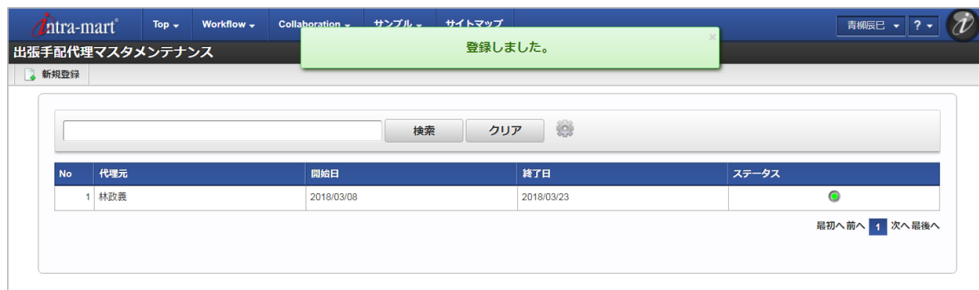 intra-mart Top Workflow Collaboration サンプル サイトマップ 青柳辰巳 ?
登録しました。 ×
出張手配代理マスタメンテナンス
新規登録
検索 クリア
No 代理元 開始日 終了日 ステータス
1 林政義 2018/03/08 2018/03/23
最初へ 前へ 1 次へ 最後へ